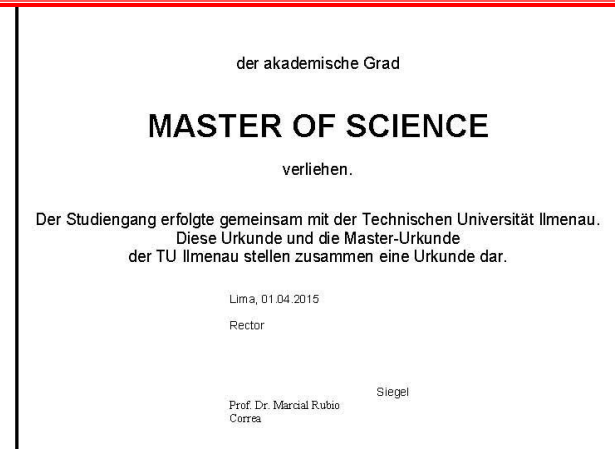 der akademische Grad
MASTER OF SCIENCE
verliehen.
Der Studiengang erfolgte gemeinsam mit der Technischen Universität Ilmenau.
Diese Urkunde und die Master-Urkunde
der TU Ilmenau stellen zusammen eine Urkunde dar.
Lima, 01.04.2015
Rector
Siegel
Prof. Dr. Marcial Rubio
Correa